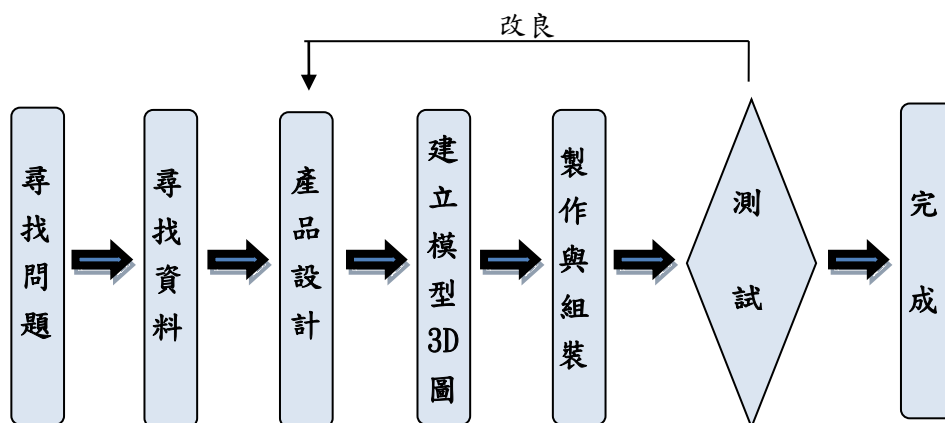 改良
尋找問題
尋找資料
產品設計
建立模型3D圖
製作與組裝
測試
完成